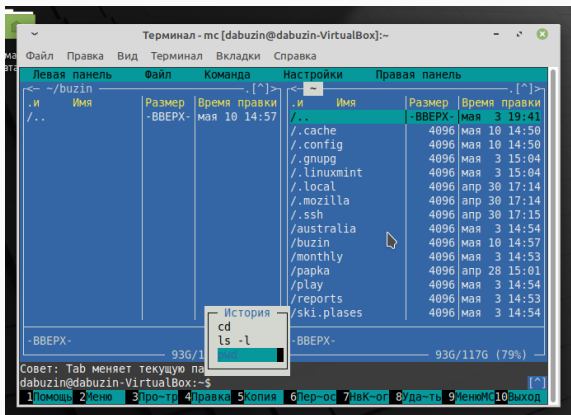 Терминал - mc [dabuzin@dabuzin-VirtualBox]:~
Файл Правка Вид Терминал Вкладки Справка
Левая панель Файл Команда Настройки Правая панель
<- ~/buzin .[^]> <- ~ .[^]>
.и Имя Размер Время правки .и Имя Размер Время правки
/.. -ВВЕРХ- мая 10 14:57 /.. -ВВЕРХ- мая 3 19:41
/.cache 4096 мая 10 14:50
/.config 4096 мая 10 14:50
/.gnupg 4096 мая 3 15:04
/.linuxmint 4096 мая 3 15:04
/.local 4096 апр 30 17:14
/.mozilla 4096 апр 30 17:14
/.ssh 4096 апр 30 17:15
/australia 4096 мая 3 14:54
/buzin 4096 мая 10 14:57
/monthly 4096 мая 3 14:53
/papka 4096 апр 28 15:01
/play 4096 мая 3 14:54
/reports 4096 мая 3 14:53
/ski.plases 4096 мая 3 14:54
История
cd
ls -l
pwd
-ВВЕРХ- -ВВЕРХ-
93G/1 93G/117G (79%)
Совет: Tab меняет текущую па
dabuzin@dabuzin-VirtualBox:~$ [^]
1Помощь 2Меню 3Про~тр 4Правка 5Копия 6Пер~ос 7НвК~ог 8Уда~ть 9МенюMC 10Выход